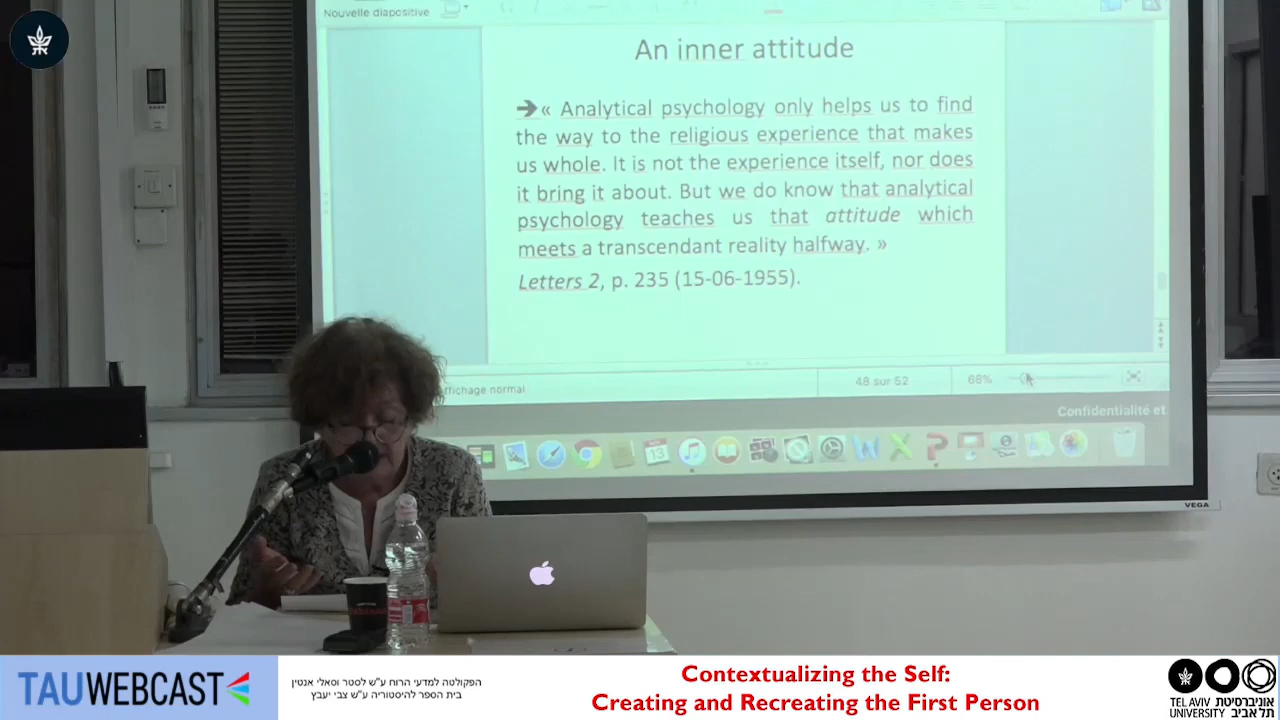 Nouvelle diapositive
An inner attitude
➔« Analytical psychology only helps us to find
the way to the religious experience that makes
us whole. It is not the experience itself, nor does
it bring it about. But we do know that analytical
psychology teaches us that attitude which
meets a transcendant reality halfway. »
Letters 2, p. 235 (15-06-1955).
ffichage normal
48 sur 52
68%
Confidentialité et
13
VEGA
TAUWEBCAST
הפקולטה למדעי הרוח ע"ש לסטר וסאלי אנטין
בית הספר להיסטוריה ע"ש צבי יעבץ
Contextualizing the Self:
Creating and Recreating the First Person
TEL AVIV אוניברסיטת
UNIVERSITY תל אביב